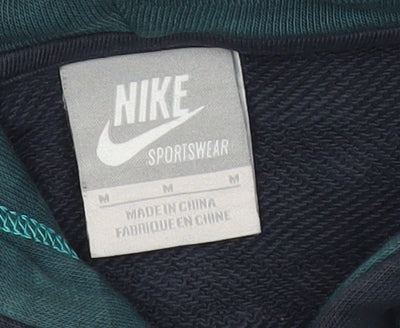 NIKE
SPORTSWEAR
M M M
MADE IN CHINA
FABRIQUE EN CHINE